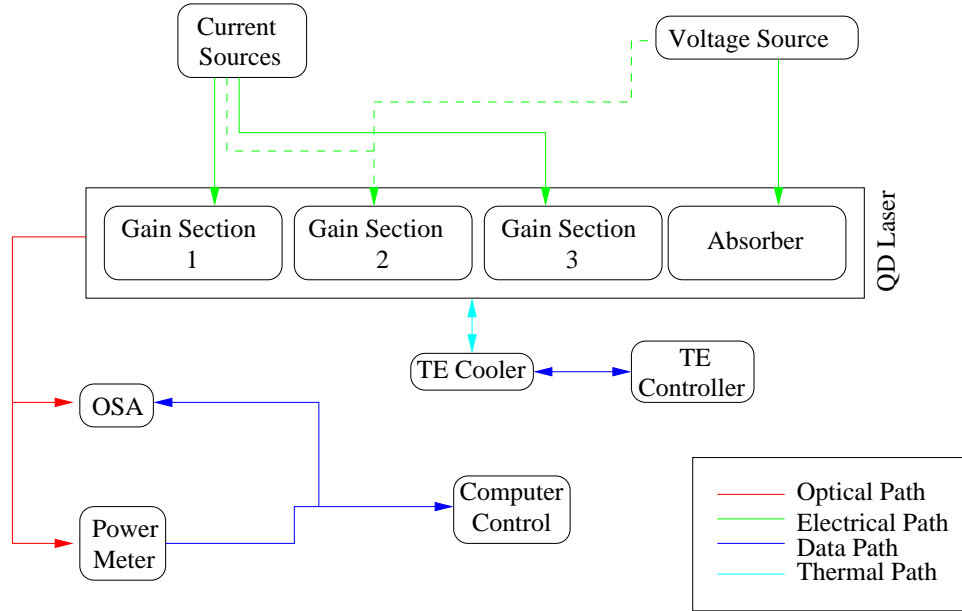 Current
Sources
Voltage Source
Gain Section
1
Gain Section
2
Gain Section
3
Absorber
QD Laser
TE Cooler
TE
Controller
OSA
Power
Meter
Computer
Control
Optical Path
Electrical Path
Data Path
Thermal Path